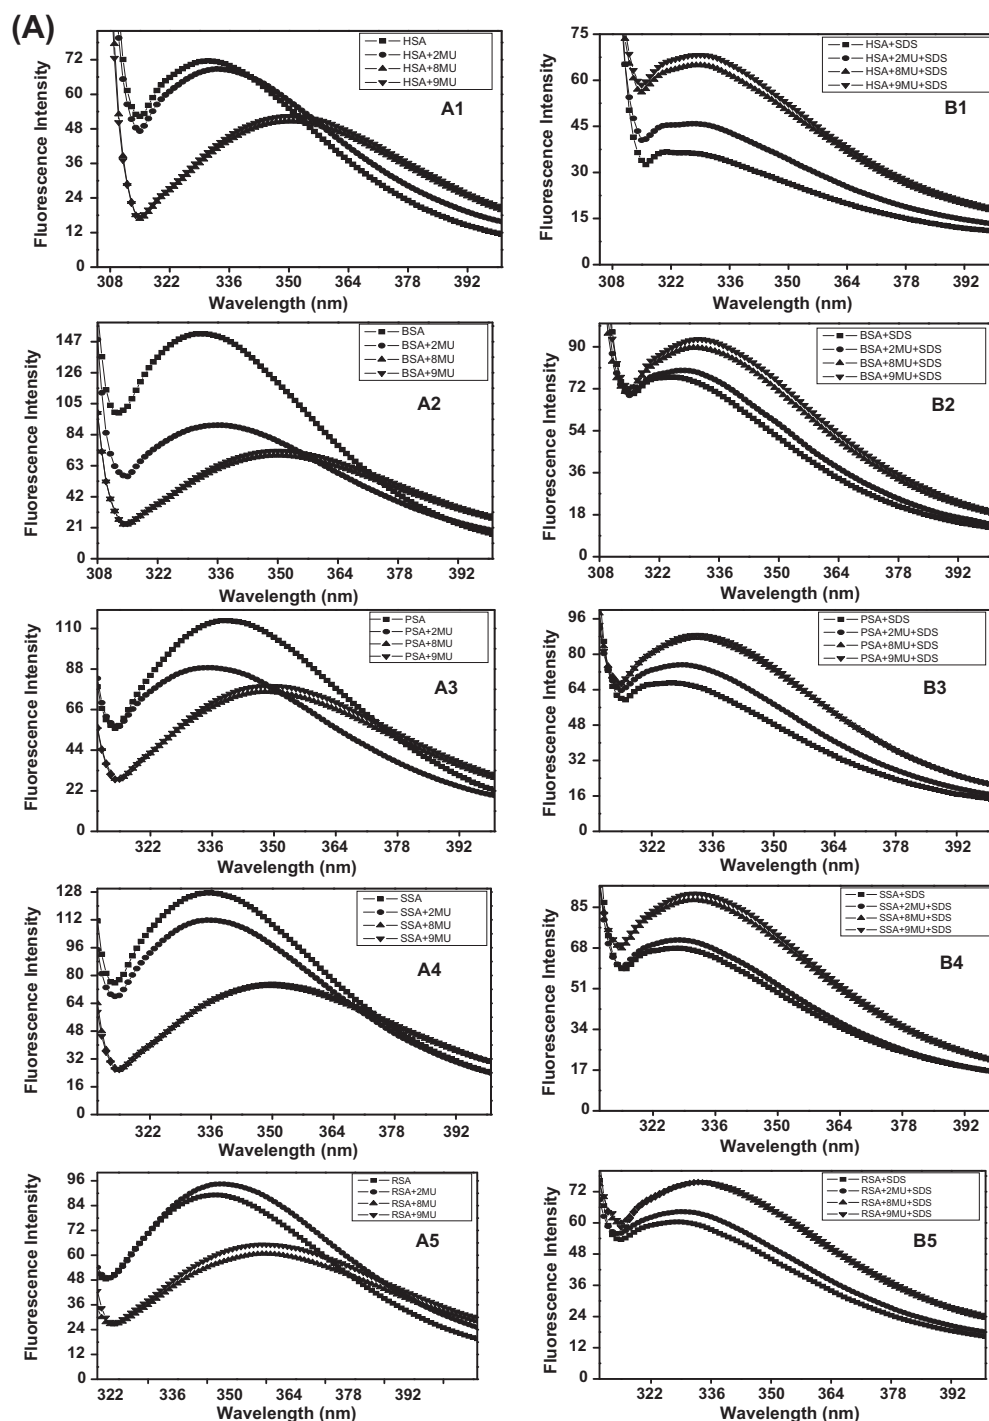 (A)
72
60
48
36
24
12
0
308 322 336 350 364 378 392
Fluorescence Intensity
Wavelength (nm)
HSA
HSA+2MU
HSA+8MU
HSA+9MU
A1
75
60
45
30
15
0
308 322 336 350 364 378 392
Fluorescence Intensity
Wavelength (nm)
HSA+SDS
HSA+2MU+SDS
HSA+8MU+SDS
HSA+9MU+SDS
B1
147
126
105
84
63
42
21
0
308 322 336 350 364 378 392
Fluorescence Intensity
Wavelength (nm)
BSA
BSA+2MU
BSA+8MU
BSA+9MU
A2
90
72
54
36
18
0
308 322 336 350 364 378 392
Fluorescence Intensity
Wavelength (nm)
BSA+SDS
BSA+2MU+SDS
BSA+8MU+SDS
BSA+9MU+SDS
B2
110
88
66
44
22
0
322 336 350 364 378 392
Fluorescence Intensity
Wavelength (nm)
PSA
PSA+2MU
PSA+8MU
PSA+9MU
A3
96
80
64
48
32
16
0
322 336 350 364 378 392
Fluorescence Intensity
Wavelength (nm)
PSA+SDS
PSA+2MU+SDS
PSA+8MU+SDS
PSA+9MU+SDS
B3
128
112
96
80
64
48
32
16
0
322 336 350 364 378 392
Fluorescence Intensity
Wavelength (nm)
SSA
SSA+2MU
SSA+8MU
SSA+9MU
A4
85
68
51
34
17
0
322 336 350 364 378 392
Fluorescence Intensity
Wavelength (nm)
SSA+SDS
SSA+2MU+SDS
SSA+8MU+SDS
SSA+9MU+SDS
B4
96
84
72
60
48
36
24
12
0
322 336 350 364 378 392
Fluorescence Intensity
Wavelength (nm)
RSA
RSA+2MU
RSA+8MU
RSA+9MU
A5
72
60
48
36
24
12
0
322 336 350 364 378 392
Fluorescence Intensity
Wavelength (nm)
RSA+SDS
RSA+2MU+SDS
RSA+8MU+SDS
RSA+9MU+SDS
B5